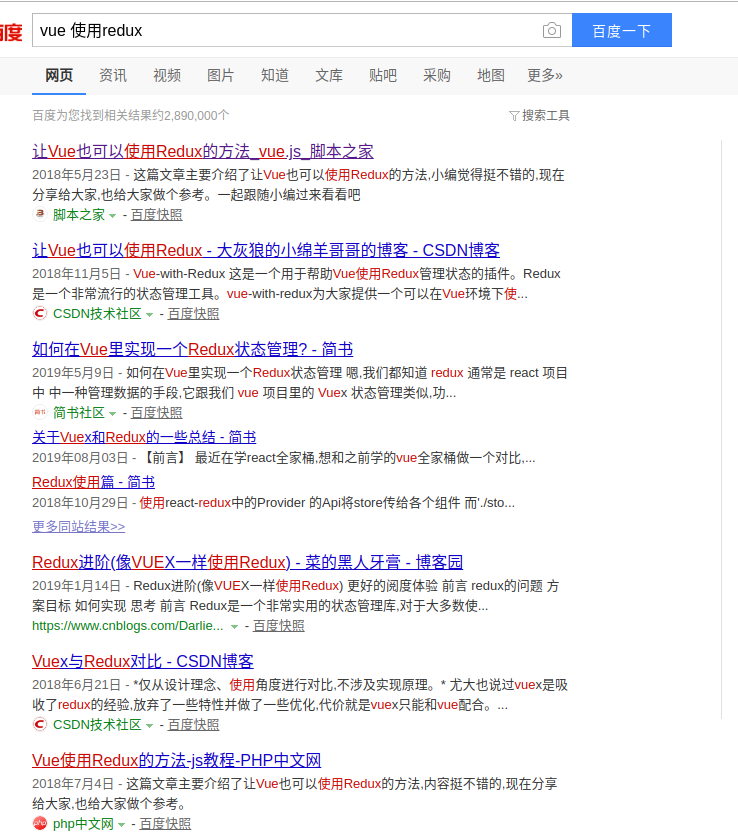 百度
vue 使用redux
百度一下
网页 资讯 视频 图片 知道 文库 贴吧 采购 地图 更多»
百度为您找到相关结果约2,890,000个
搜索工具
让Vue也可以使用Redux的方法_vue.js_脚本之家
2018年5月23日 - 这篇文章主要介绍了让Vue也可以使用Redux的方法,小编觉得挺不错的,现在
分享给大家,也给大家做个参考。一起跟随小编过来看看吧
脚本之家 - 百度快照
让Vue也可以使用Redux - 大灰狼的小绵羊哥哥的博客 - CSDN博客
2018年11月5日 - Vue-with-Redux 这是一个用于帮助Vue使用Redux管理状态的插件。Redux
是一个非常流行的状态管理工具。vue-with-redux为大家提供一个可以在Vue环境下使...
CSDN技术社区 - 百度快照
如何在Vue里实现一个Redux状态管理? - 简书
2019年5月9日 - 如何在Vue里实现一个Redux状态管理 嗯,我们都知道 redux 通常是 react 项目
中 中一种管理数据的手段,它跟我们 vue 项目里的 Vuex 状态管理类似,功...
简书社区 - 百度快照
关于Vuex和Redux的一些总结 - 简书
2019年08月03日 - 【前言】 最近在学react全家桶,想和之前学的vue全家桶做一个对比,...
Redux使用篇 - 简书
2018年10月29日 - 使用react-redux中的Provider 的Api将store传给各个组件 而'./sto...
更多同站结果>>
Redux进阶(像VUEX一样使用Redux) - 菜的黑人牙膏 - 博客园
2019年1月14日 - Redux进阶(像VUEX一样使用Redux) 更好的阅度体验 前言 redux的问题 方
案目标 如何实现 思考 前言 Redux是一个非常实用的状态管理库,对于大多数使...
https://www.cnblogs.com/Darlie... - 百度快照
Vuex与Redux对比 - CSDN博客
2018年6月21日 - *仅从设计理念、使用角度进行对比,不涉及实现原理。* 尤大也说过vuex是吸
收了redux的经验,放弃了一些特性并做了一些优化,代价就是vuex只能和vue配合。...
CSDN技术社区 - 百度快照
Vue使用Redux的方法-js教程-PHP中文网
2018年7月4日 - 这篇文章主要介绍了让Vue也可以使用Redux的方法,内容挺不错的,现在分享
给大家,也给大家做个参考。
php php中文网 - 百度快照